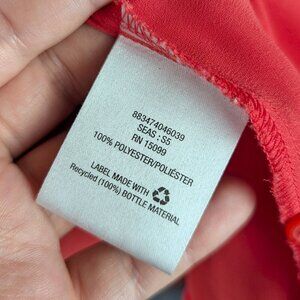 883474046039
SEAS : S5
RN 15099
100% POLYESTER/POLIÉSTER
LABEL MADE WITH
Recycled (100%) BOTTLE MATERIAL